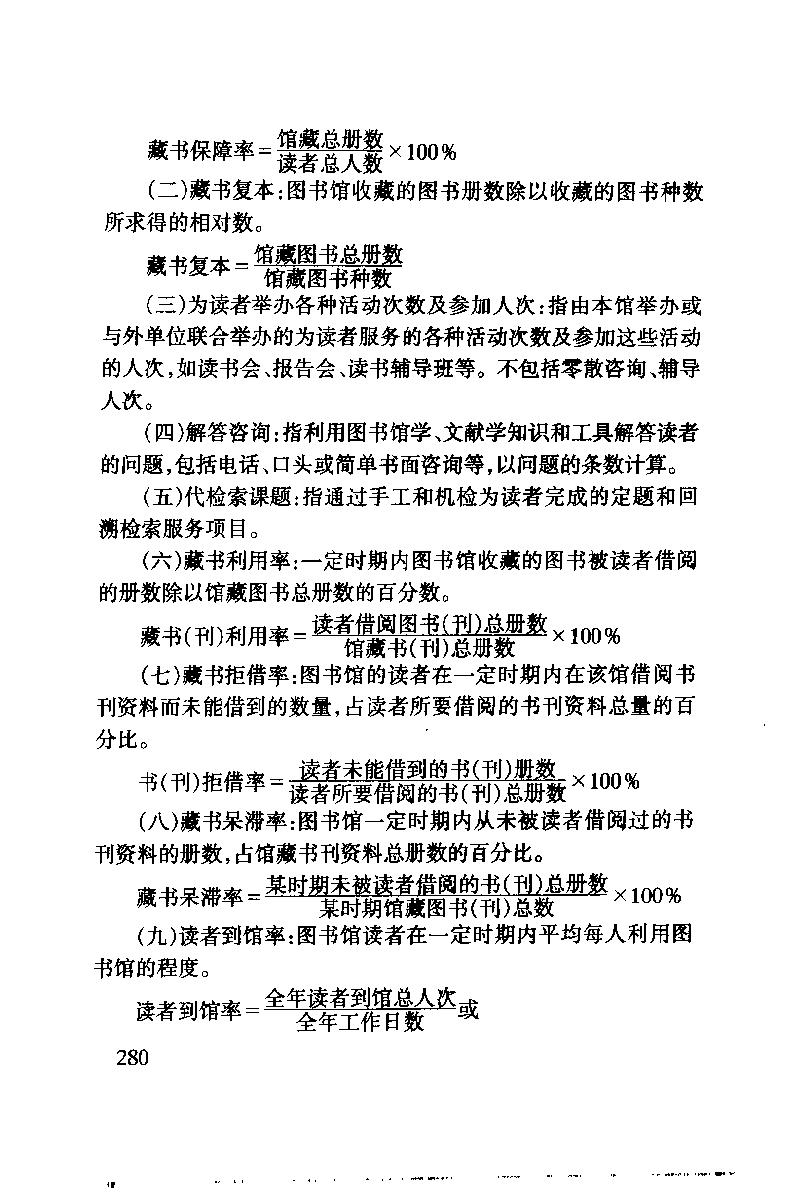 藏书保障率=馆藏总册数/读者总人数×100%
(二)藏书复本:图书馆收藏的图书册数除以收藏的图书种数
所求得的相对数。
藏书复本=馆藏图书总册数/馆藏图书种数
(三)为读者举办各种活动次数及参加人次:指由本馆举办或
与外单位联合举办的为读者服务的各种活动次数及参加这些活动
的人次,如读书会、报告会、读书辅导班等。不包括零散咨询、辅导
人次。
(四)解答咨询:指利用图书馆学、文献学知识和工具解答读者
的问题,包括电话、口头或简单书面咨询等,以问题的条数计算。
(五)代检索课题:指通过手工和机检为读者完成的定题和回
溯检索服务项目。
(六)藏书利用率:一定时期内图书馆收藏的图书被读者借阅
的册数除以馆藏图书总册数的百分数。
藏书(刊)利用率=读者借阅图书(刊)总册数/馆藏书(刊)总册数×100%
(七)藏书拒借率:图书馆的读者在一定时期内在该馆借阅书
刊资料而未能借到的数量,占读者所要借阅的书刊资料总量的百
分比。
书(刊)拒借率=读者未能借到的书(刊)册数/读者所要借阅的书(刊)总册数×100%
(八)藏书呆滞率:图书馆一定时期内从未被读者借阅过的书
刊资料的册数,占馆藏书刊资料总册数的百分比。
藏书呆滞率=某时期未被读者借阅的书(刊)总册数/某时期馆藏图书(刊)总数×100%
(九)读者到馆率:图书馆读者在一定时期内平均每人利用图
书馆的程度。
读者到馆率=全年读者到馆总人次/全年工作日数或
280